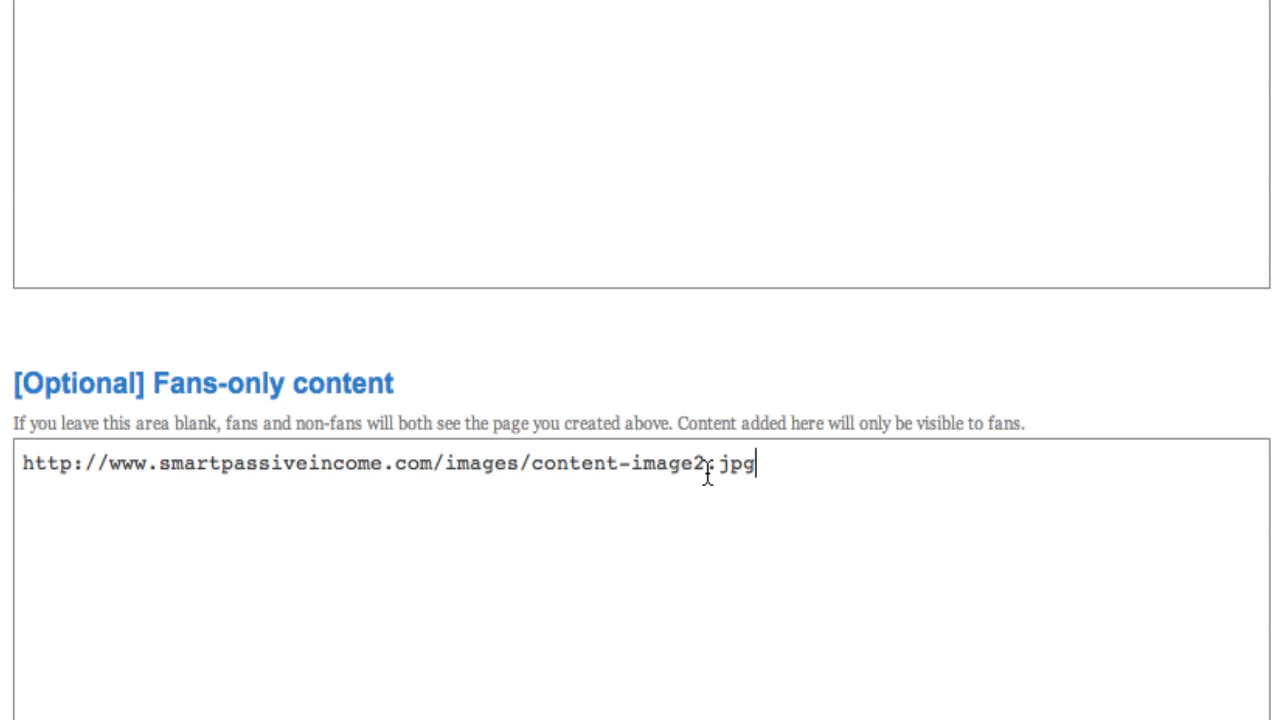 [Optional] Fans-only content
If you leave this area blank, fans and non-fans will both see the page you created above. Content added here will only be visible to fans.
http://www.smartpassiveincome.com/images/content-image2.jpg